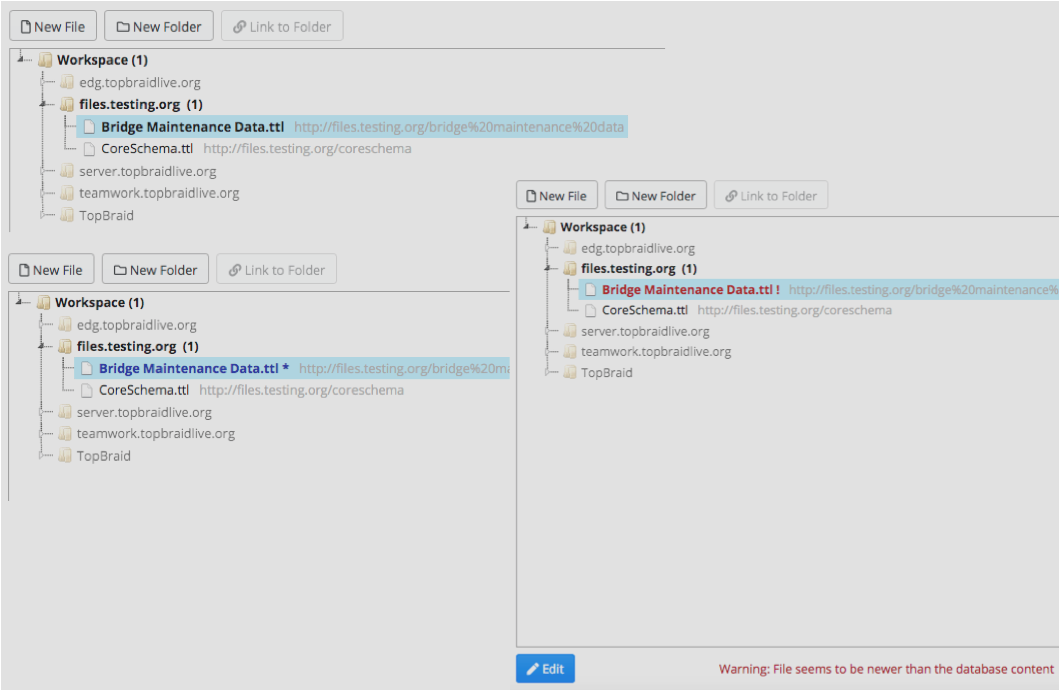 New File New Folder Link to Folder
Workspace (1)
edg.topbraidlive.org
files.testing.org (1)
Bridge Maintenance Data.ttl http://files.testing.org/bridge%20maintenance%20data
CoreSchema.ttl http://files.testing.org/coreschema
server.topbraidlive.org
teamwork.topbraidlive.org
TopBraid
New File New Folder Link to Folder
Workspace (1)
edg.topbraidlive.org
files.testing.org (1)
Bridge Maintenance Data.ttl * http://files.testing.org/bridge%20ma
CoreSchema.ttl http://files.testing.org/coreschema
server.topbraidlive.org
teamwork.topbraidlive.org
TopBraid
New File New Folder Link to Folder
Workspace (1)
edg.topbraidlive.org
files.testing.org (1)
Bridge Maintenance Data.ttl ! http://files.testing.org/bridge%20maintenance%
CoreSchema.ttl http://files.testing.org/coreschema
server.topbraidlive.org
teamwork.topbraidlive.org
TopBraid
Edit Warning: File seems to be newer than the database content